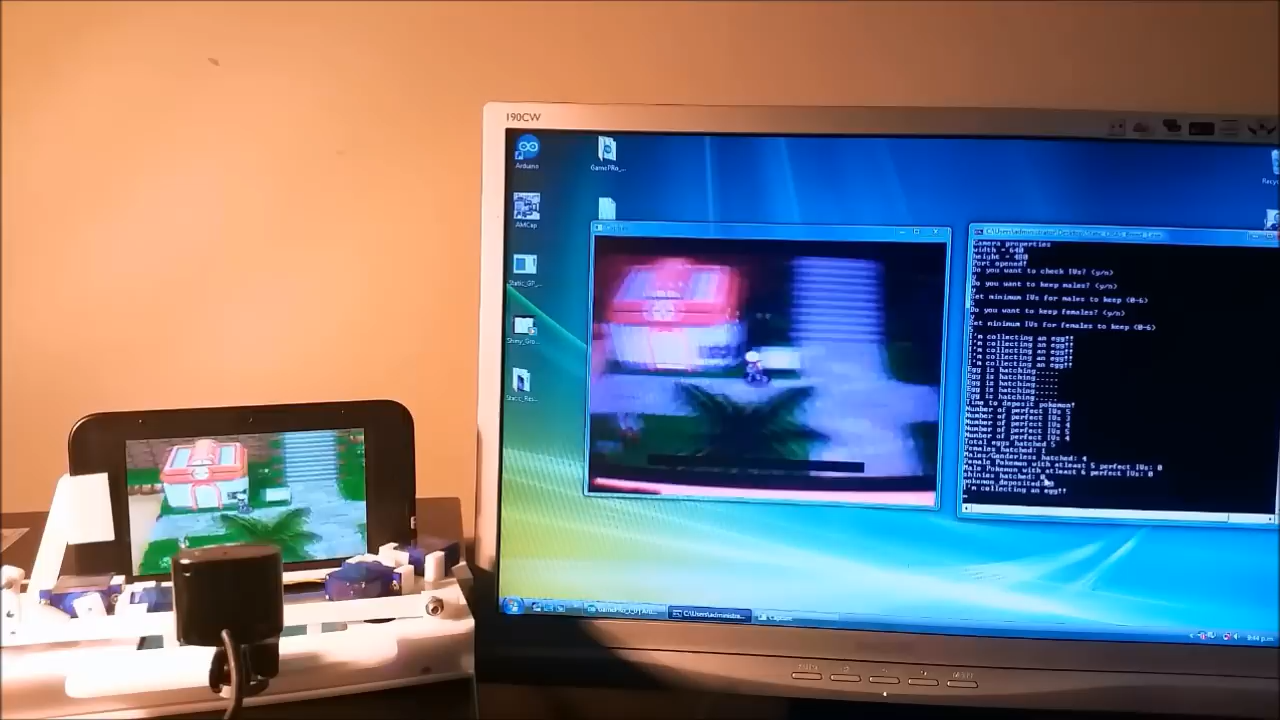 190CW
Arduino
AMCap
Camera properties
width = 640
height = 480
Port opened!
Do you want to check IVs? (y/n)
y
Do you want to keep males? (y/n)
y
Set minimum IVs for males to keep (0-6)
6
Do you want to keep females? (y/n)
y
Set minimum IVs for females to keep (0-6)
5
I'm collecting an egg!!
I'm collecting an egg!!
I'm collecting an egg!!
I'm collecting an egg!!
I'm collecting an egg!!
Egg is hatching.....
Egg is hatching.....
Egg is hatching.....
Egg is hatching.....
Egg is hatching.....
Time to deposit pokemon!
Number of perfect IVs 5
Number of perfect IVs 3
Number of perfect IVs 4
Number of perfect IVs 5
Number of perfect IVs 4
Total eggs hatched 5
Females hatched: 1
Males/Genderless hatched: 4
Female Pokemon with atleast 5 perfect IVs: 0
Male Pokemon with atleast 6 perfect IVs: 0
shinies hatched: 0
pokemon deposited:
I'm collecting an egg!!
9:44 p.m.